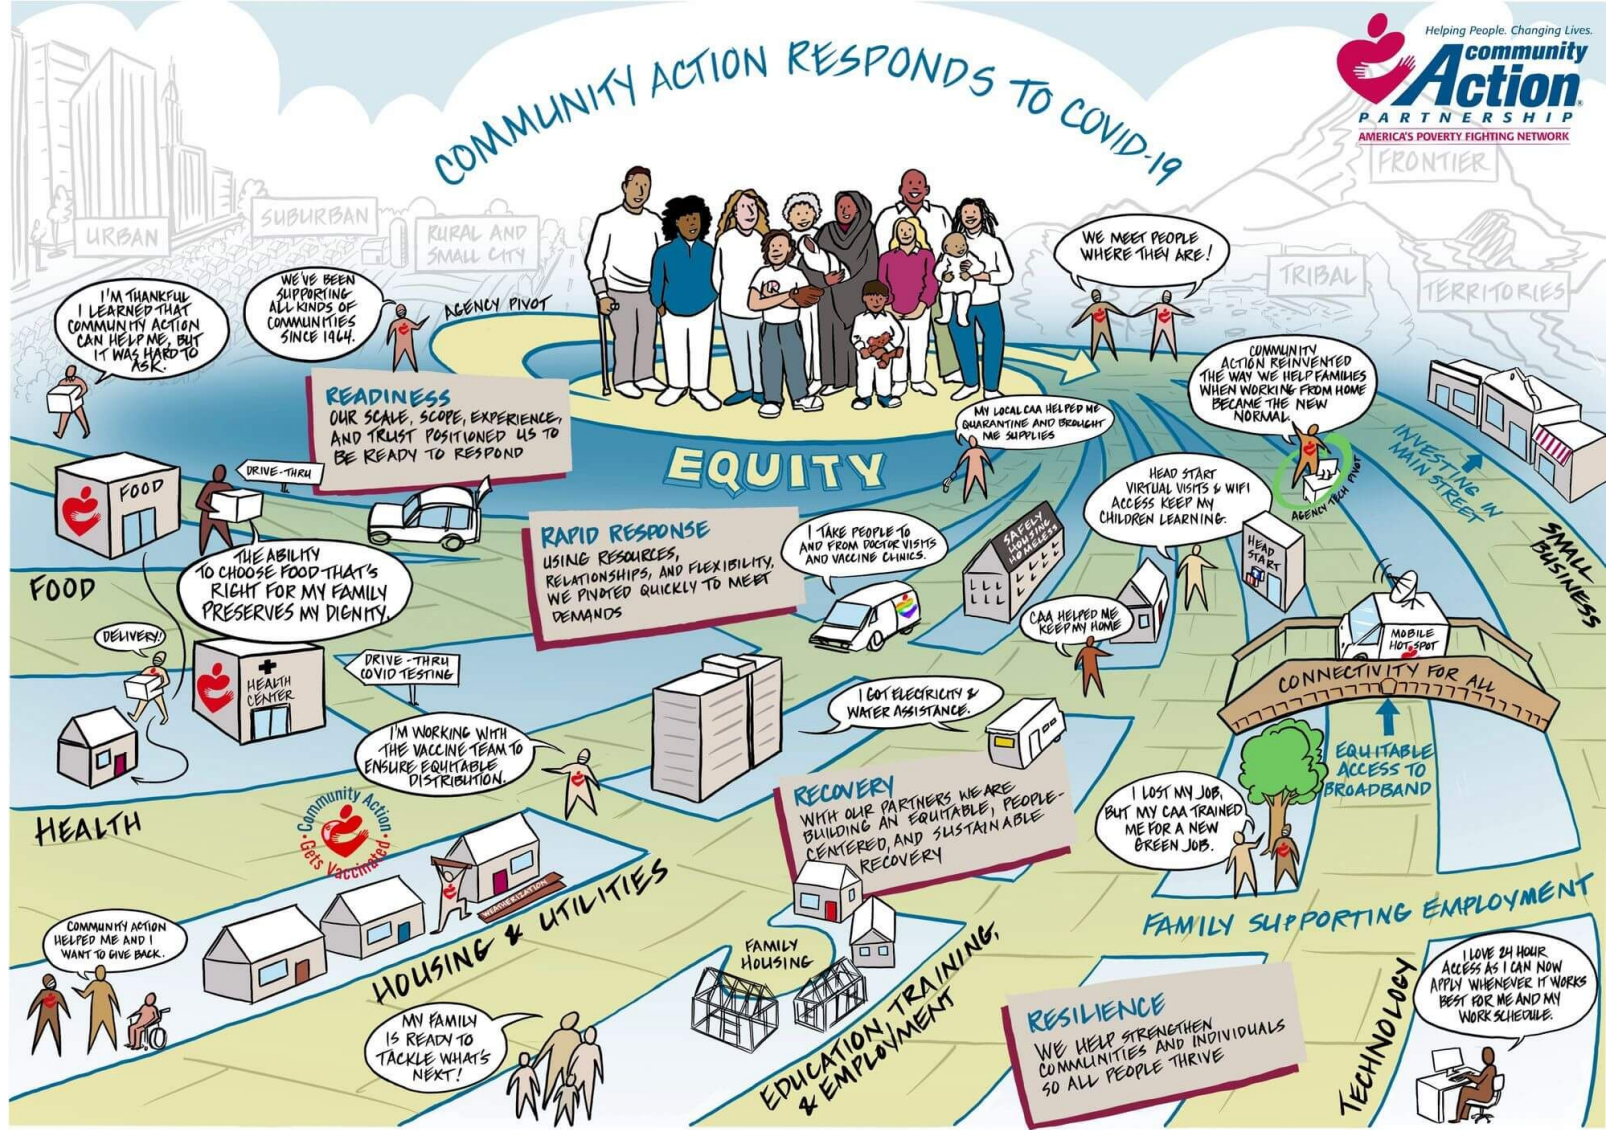 COMMUNITY ACTION RESPONDS TO COVID-19
Helping People. Changing Lives.
community
Action
PARTNERSHIP
AMERICA'S POVERTY FIGHTING NETWORK
FRONTIER
URBAN
SUBURBAN
RURAL AND
SMALL CITY
TRIBAL
TERRITORIES
I'M THANKFUL
I LEARNED THAT
COMMUNITY ACTION
CAN HELP ME, BUT
IT WAS HARD TO
ASK.
WE'VE BEEN
SUPPORTING
ALL KINDS OF
COMMUNITIES
SINCE 1964.
AGENCY PIVOT
WE MEET PEOPLE
WHERE THEY ARE!
COMMUNITY
ACTION REINVENTED
THE WAY WE HELP FAMILIES
WHEN WORKING FROM HOME
BECAME THE NEW
NORMAL.
AGENCY TECH PIVOT
READINESS
OUR SCALE, SCOPE, EXPERIENCE,
AND TRUST POSITIONED US TO
BE READY TO RESPOND
EQUITY
MY LOCAL CAA HELPED ME
QUARANTINE AND BROUGHT
ME SUPPLIES
INVESTING IN
MAIN STREET
SMALL
BUSINESS
FOOD
DRIVE-THRU
FOOD
THE ABILITY
TO CHOOSE FOOD THAT'S
RIGHT FOR MY FAMILY
PRESERVES MY DIGNITY.
RAPID RESPONSE
USING RESOURCES,
RELATIONSHIPS, AND FLEXIBILITY,
WE PIVOTED QUICKLY TO MEET
DEMANDS
I TAKE PEOPLE TO
AND FROM DOCTOR VISITS
AND VACCINE CLINICS.
SAFELY
HOUSING
HOMELESS
HEAD START
VIRTUAL VISITS & WIFI
ACCESS KEEP MY
CHILDREN LEARNING.
HEAD
START
CAA HELPED ME
KEEP MY HOME
MOBILE
HOT-SPOT
CONNECTIVITY FOR ALL
EQUITABLE
ACCESS TO
BROADBAND
DELIVERY!
HEALTH
CENTER
DRIVE-THRU
COVID TESTING
I'M WORKING WITH
THE VACCINE TEAM TO
ENSURE EQUITABLE
DISTRIBUTION.
I GOT ELECTRICITY &
WATER ASSISTANCE.
HEALTH
Community Action
Gets Vaccinated
RECOVERY
WITH OUR PARTNERS WE ARE
BUILDING AN EQUITABLE, PEOPLE-
CENTERED, AND SUSTAINABLE
RECOVERY
I LOST MY JOB,
BUT MY CAA TRAINED
ME FOR A NEW
GREEN JOB.
WEATHERIZATION
HOUSING & UTILITIES
FAMILY SUPPORTING EMPLOYMENT
COMMUNITY ACTION
HELPED ME AND I
WANT TO GIVE BACK.
MY FAMILY
IS READY TO
TACKLE WHAT'S
NEXT!
FAMILY
HOUSING
EDUCATION, TRAINING,
& EMPLOYMENT
RESILIENCE
WE HELP STRENGTHEN
COMMUNITIES AND INDIVIDUALS
SO ALL PEOPLE THRIVE
TECHNOLOGY
I LOVE 24 HOUR
ACCESS AS I CAN NOW
APPLY WHENEVER IT WORKS
BEST FOR ME AND MY
WORK SCHEDULE.